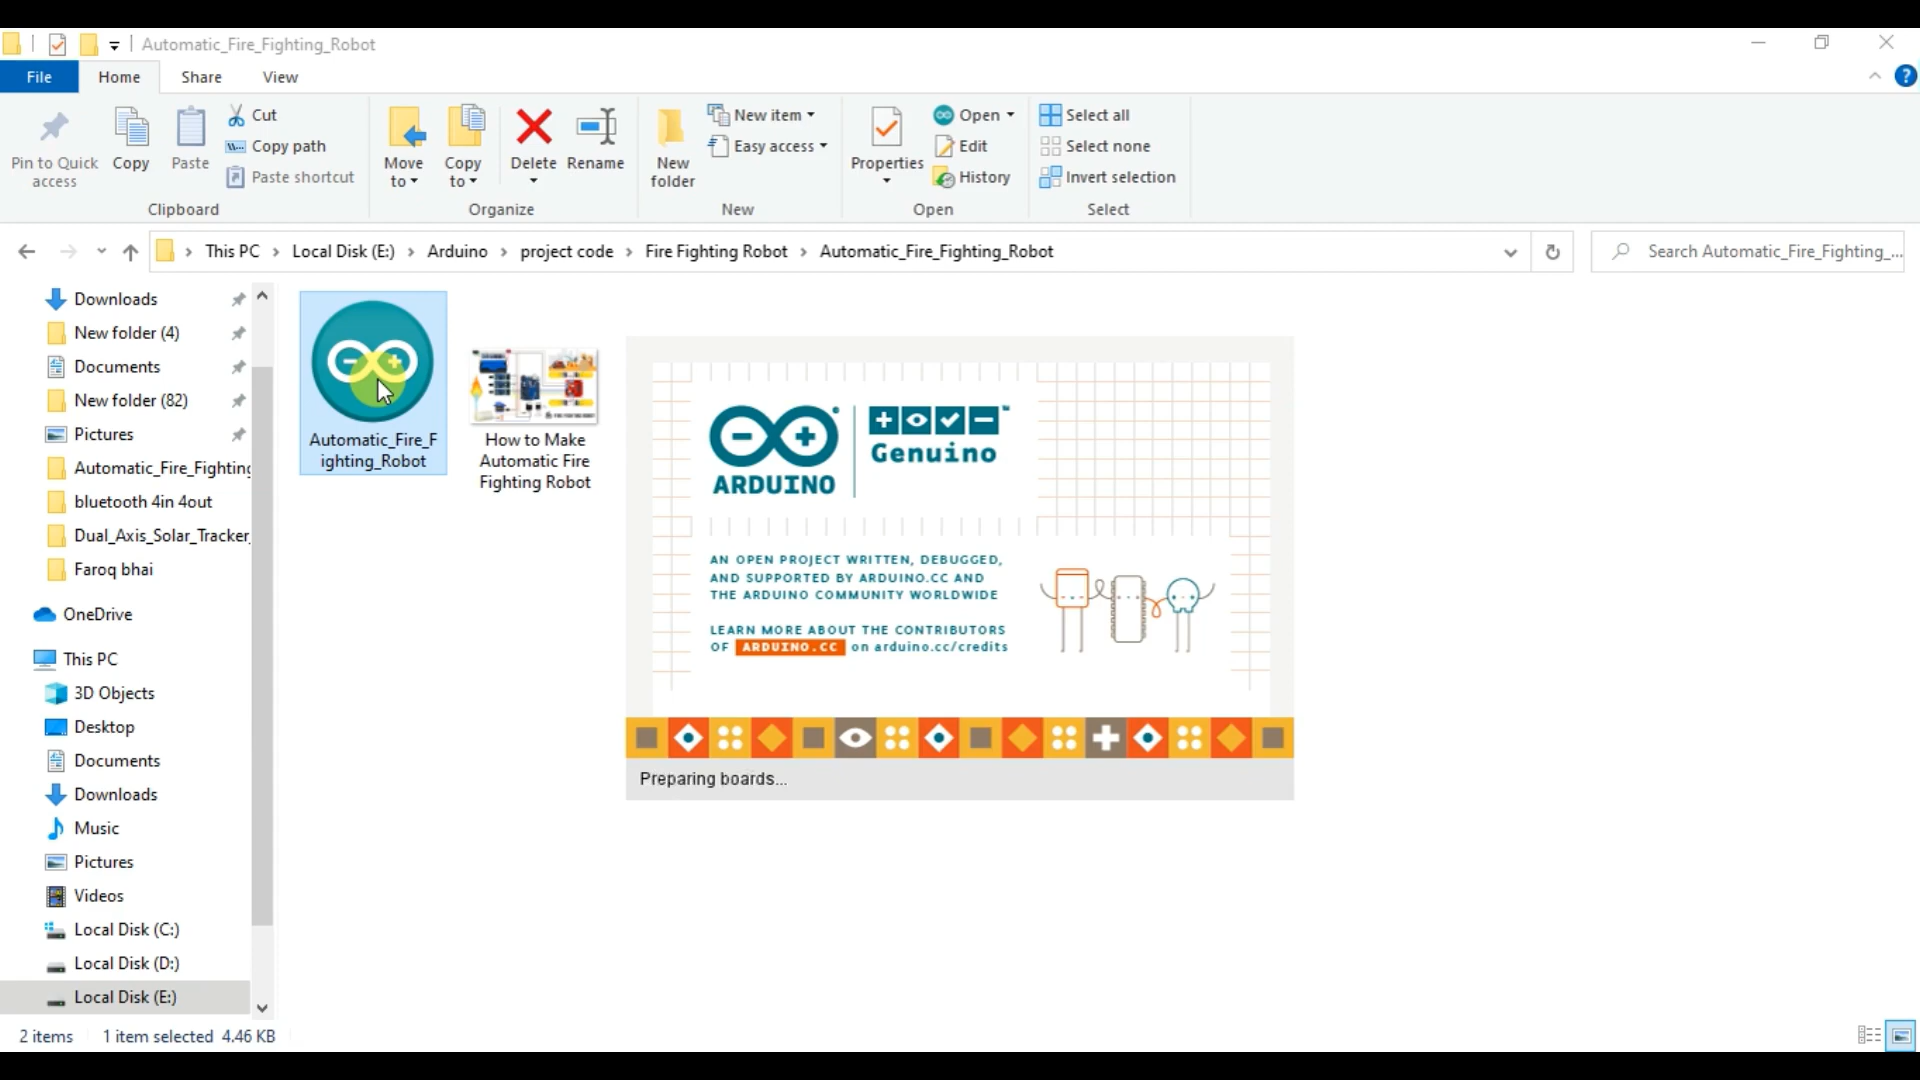 Automatic_Fire_Fighting_Robot
File Home Share View
Pin to Quick access
Copy
Paste
Cut
Copy path
Paste shortcut
Clipboard
Move to
Copy to
Delete
Rename
Organize
New folder
New item
Easy access
New
Properties
Open
Edit
History
Open
Select all
Select none
Invert selection
Select
This PC Local Disk (E:) Arduino project code Fire Fighting Robot Automatic_Fire_Fighting_Robot
Search Automatic_Fire_Fighting_...
Downloads
New folder (4)
Documents
New folder (82)
Pictures
Automatic_Fire_Fighting
bluetooth 4in 4out
Dual_Axis_Solar_Tracker_
Faroq bhai
OneDrive
This PC
3D Objects
Desktop
Documents
Downloads
Music
Pictures
Videos
Local Disk (C:)
Local Disk (D:)
Local Disk (E:)
Automatic_Fire_F
ighting_Robot
How to Make
Automatic Fire
Fighting Robot
ARDUINO
Genuino
AN OPEN PROJECT WRITTEN, DEBUGGED,
AND SUPPORTED BY ARDUINO.CC AND
THE ARDUINO COMMUNITY WORLDWIDE
LEARN MORE ABOUT THE CONTRIBUTORS
OF ARDUINO.CC on arduino.cc/credits
Preparing boards...
2 items 1 item selected 4.46 KB